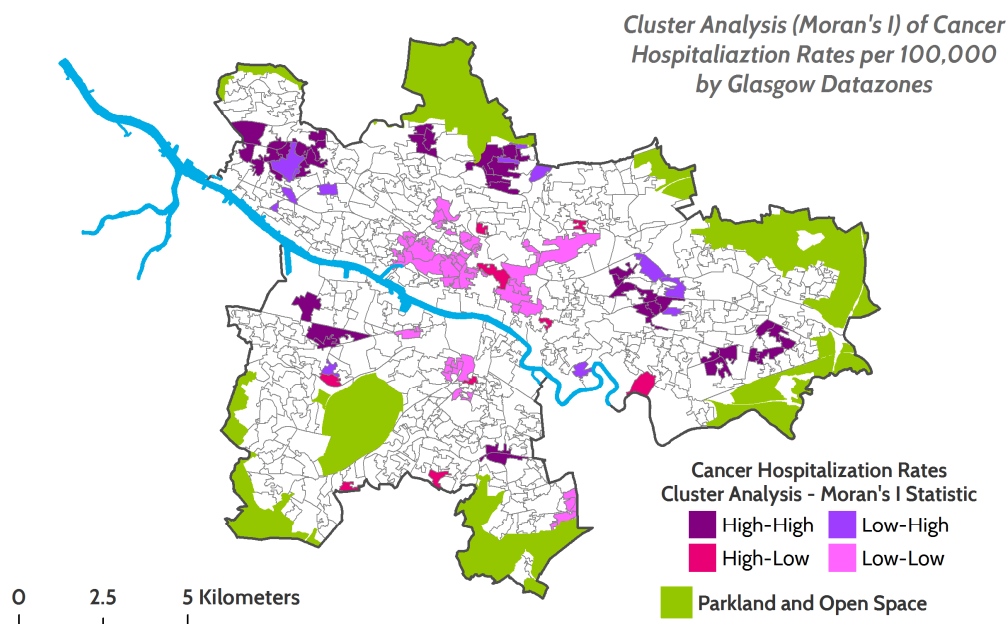 Cluster Analysis (Moran's I) of Cancer
Hospitaliaztion Rates per 100,000
by Glasgow Datazones
Cancer Hospitalization Rates
Cluster Analysis - Moran's I Statistic
High-High Low-High
High-Low Low-Low
Parkland and Open Space
0 2.5 5 Kilometers